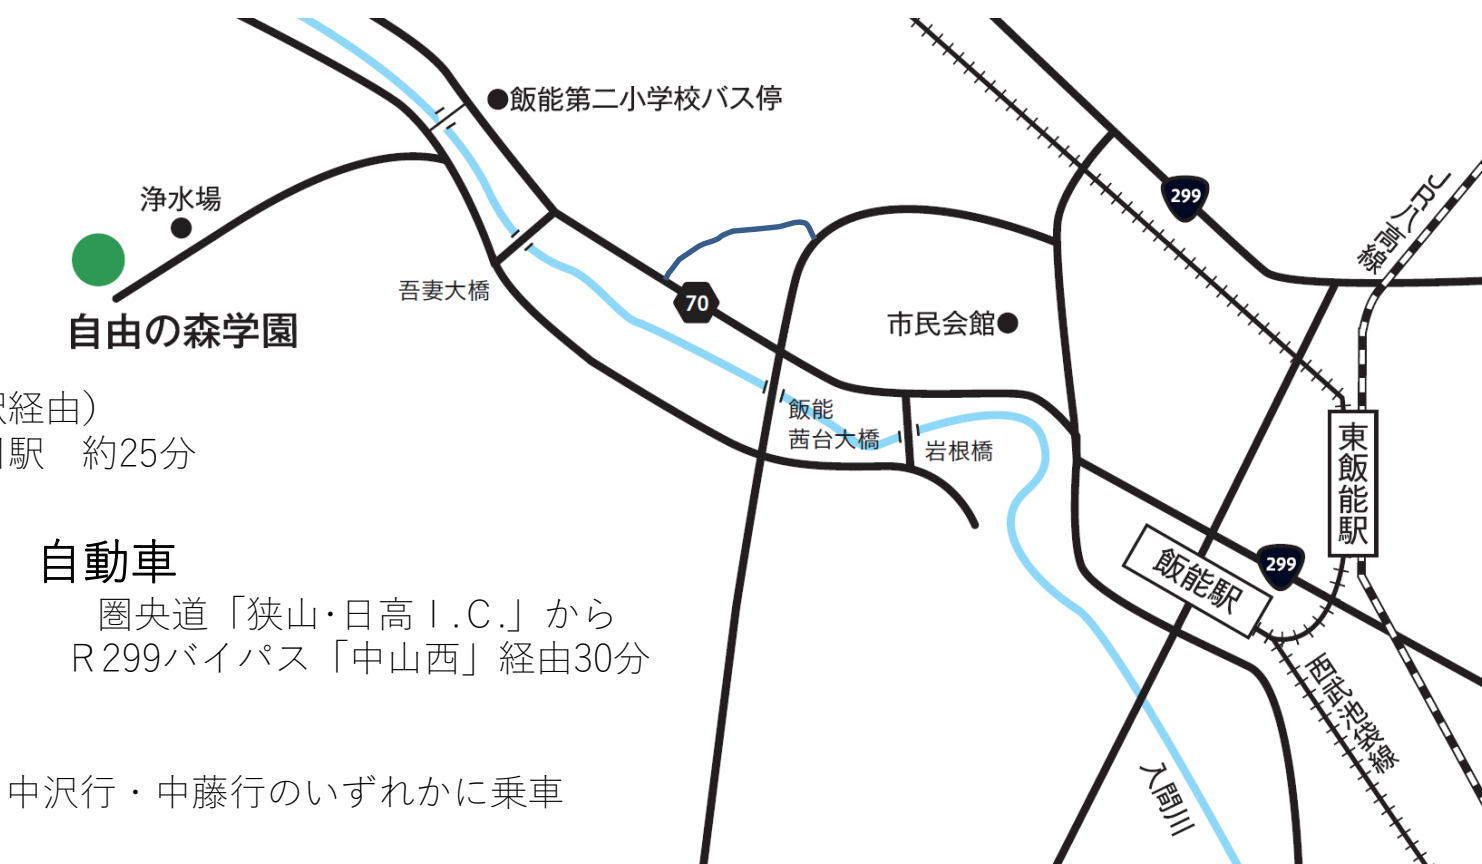 飯能第二小学校バス停
299
JR八高線
浄水場
吾妻大橋
70
市民会館
自由の森学園
経由）
駅　約25分
飯能
茜台大橋
岩根橋
東飯能駅
自動車
飯能駅
299
圏央道「狭山･日高Ｉ.Ｃ.」から
Ｒ299バイパス「中山西」経由30分
西武池袋線
入間川
中沢行・中藤行のいずれかに乗車